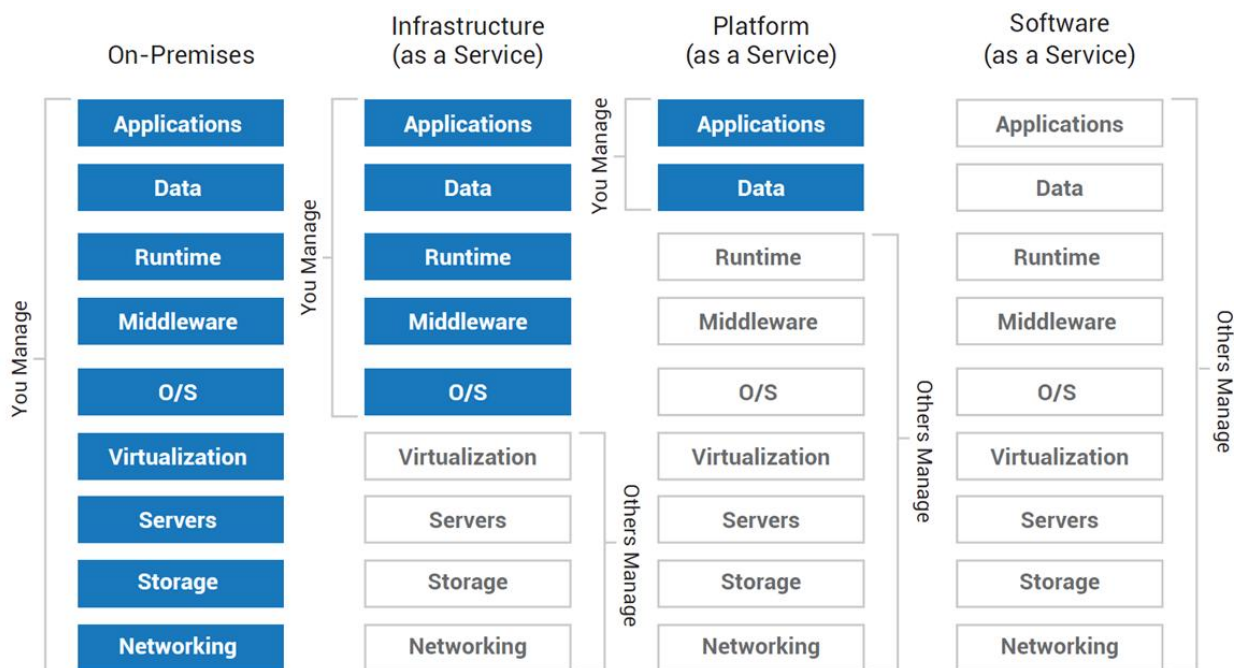 On-Premises
Infrastructure
(as a Service)
Platform
(as a Service)
Software
(as a Service)
You Manage
Applications
Data
Runtime
Middleware
O/S
Virtualization
Servers
Storage
Networking
You Manage
Applications
Data
Runtime
Middleware
O/S
Virtualization
Servers
Storage
Networking
Others Manage
You Manage
Applications
Data
Runtime
Middleware
O/S
Virtualization
Servers
Storage
Networking
Others Manage
Applications
Data
Runtime
Middleware
O/S
Virtualization
Servers
Storage
Networking
Others Manage